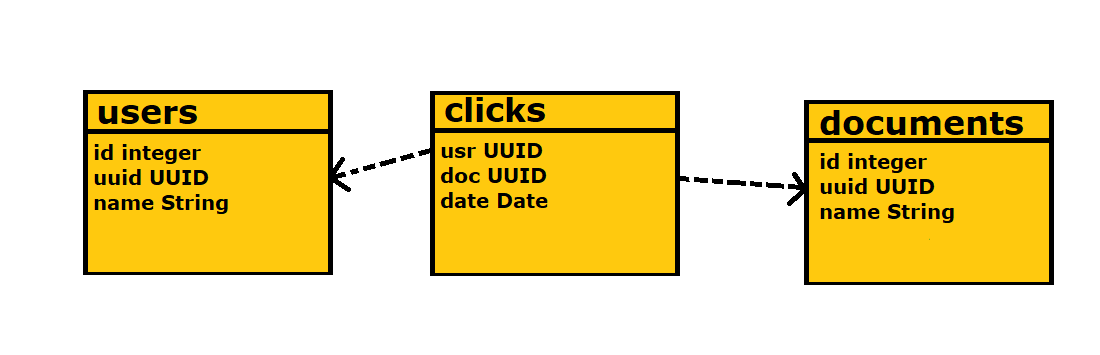 users
id integer
uuid UUID
name String
clicks
usr UUID
doc UUID
date Date
documents
id integer
uuid UUID
name String